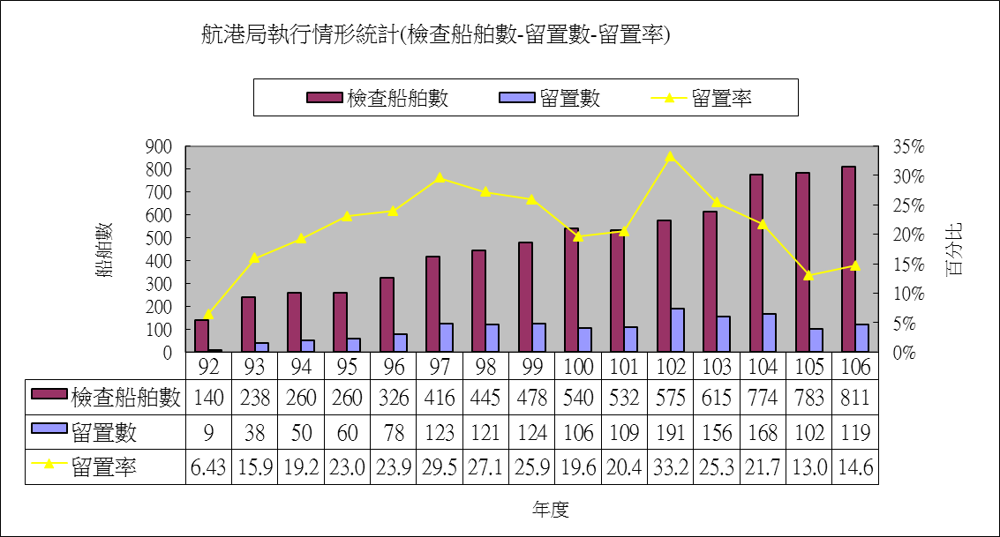 航港局執行情形統計(檢查船舶數-留置數-留置率)
檢查船舶數 留置數 留置率
900 35%
800 30%
700 25%
600 20%
500 15%
400 10%
300 5%
200 0%
100
0
船舶數
百分比
92 93 94 95 96 97 98 99 100 101 102 103 104 105 106
檢查船舶數 140 238 260 260 326 416 445 478 540 532 575 615 774 783 811
留置數 9 38 50 60 78 123 121 124 106 109 191 156 168 102 119
留置率 6.43 15.9 19.2 23.0 23.9 29.5 27.1 25.9 19.6 20.4 33.2 25.3 21.7 13.0 14.6
年度